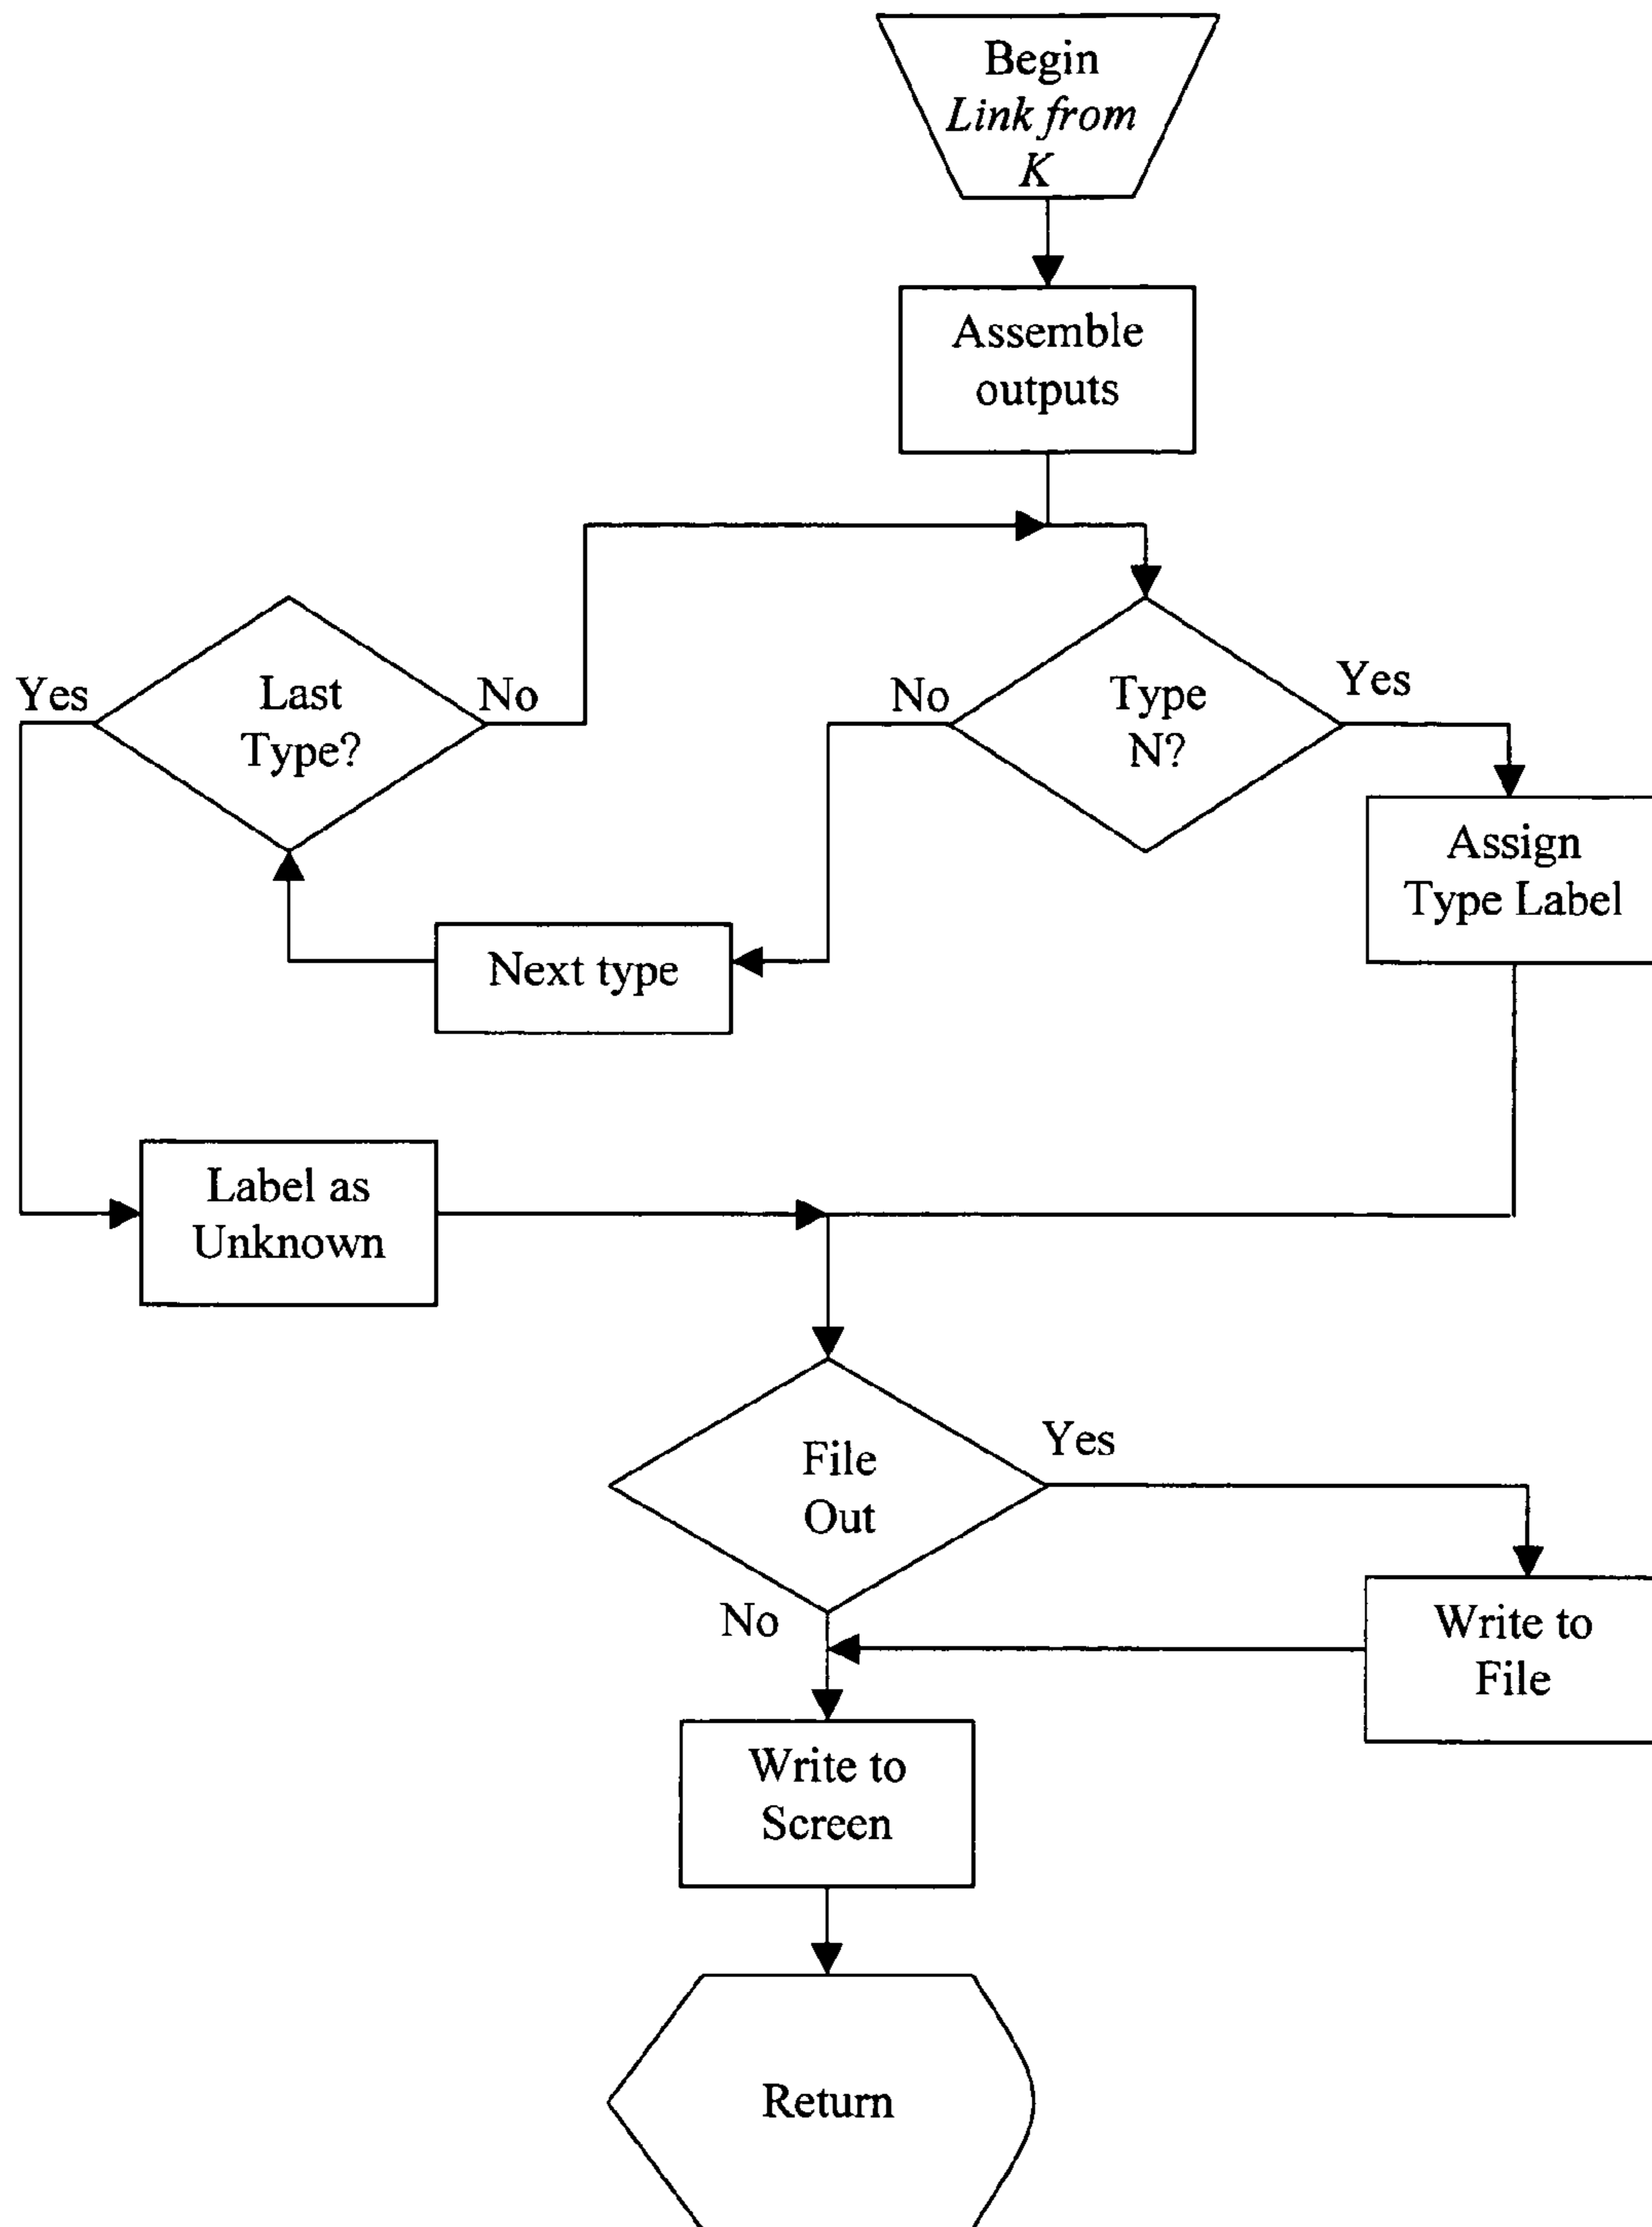 Begin
Link from
K
Assemble
outputs
Yes
Last
Type?
No
No
Type
N?
Yes
Assign
Type Label
Next type
Label as
Unknown
File
Out
Yes
No
Write to
File
Write to
Screen
Return